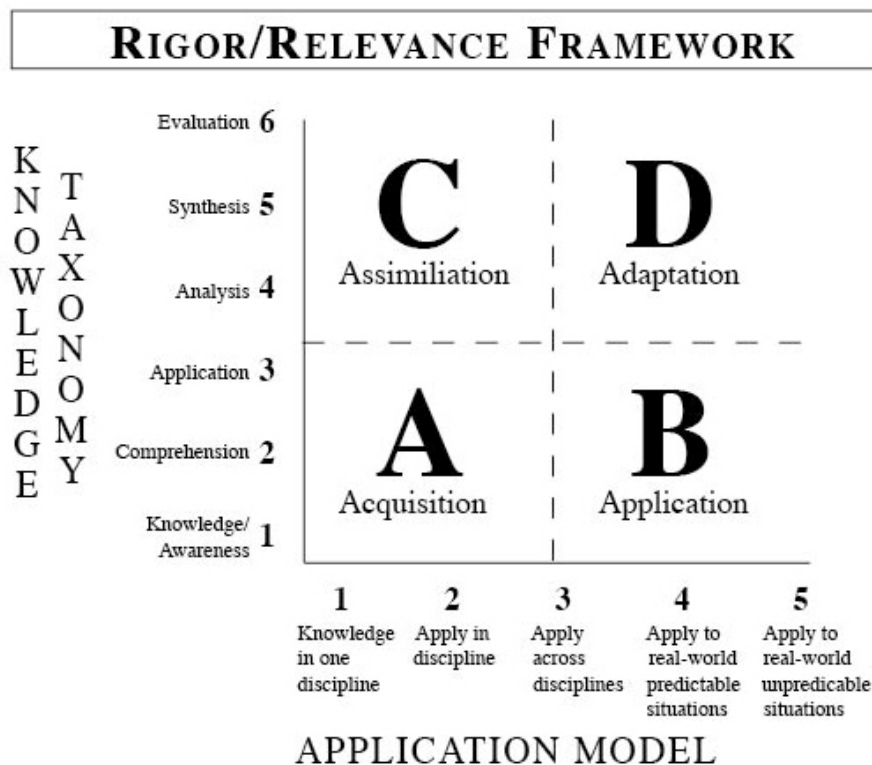 RIGOR/RELEVANCE FRAMEWORK
KNOWLEDGE
TAXONOMY
Evaluation 6
Synthesis 5
Analysis 4
Application 3
Comprehension 2
Knowledge/
Awareness 1
C
Assimiliation
D
Adaptation
A
Acquisition
B
Application
1
Knowledge
in one
discipline
2
Apply in
discipline
3
Apply
across
disciplines
4
Apply to
real-world
predictable
situations
5
Apply to
real-world
unpredicable
situations
APPLICATION MODEL